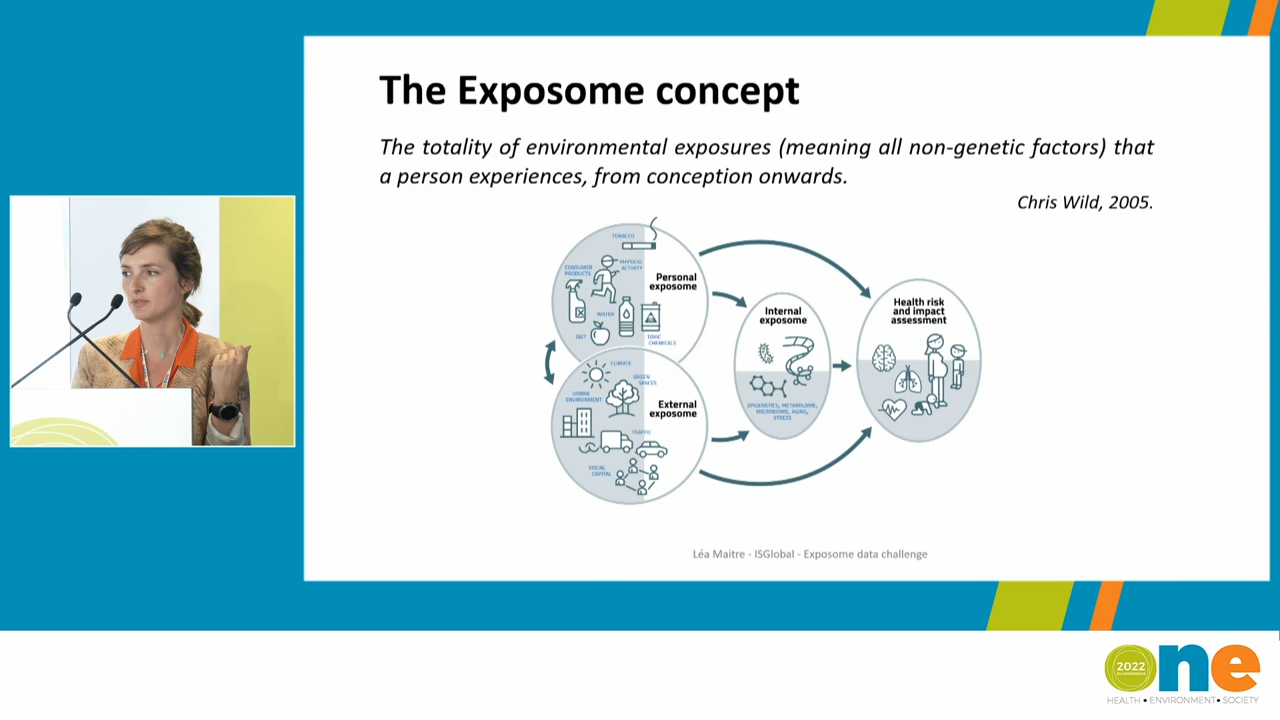 The Exposome concept
The totality of environmental exposures (meaning all non-genetic factors) that
a person experiences, from conception onwards.
Chris Wild, 2005.
TOBACCO
CONSUMER
PRODUCTS
PHYSICAL
ACTIVITY
Personal
exposome
WATER
DIET
TOXIC
CHEMICALS
CLIMATE
GREEN
SPACES
URBAN
ENVIRONMENT
External
exposome
TRAFFIC
SOCIAL
CAPITAL
Internal
exposome
EPIGENETICS, METABOLOME,
MICROBIOME, AGING,
STRESS
Health risk
and impact
assessment
Léa Maitre - ISGlobal - Exposome data challenge
2022
one
HEALTH • ENVIRONMENT • SOCIETY